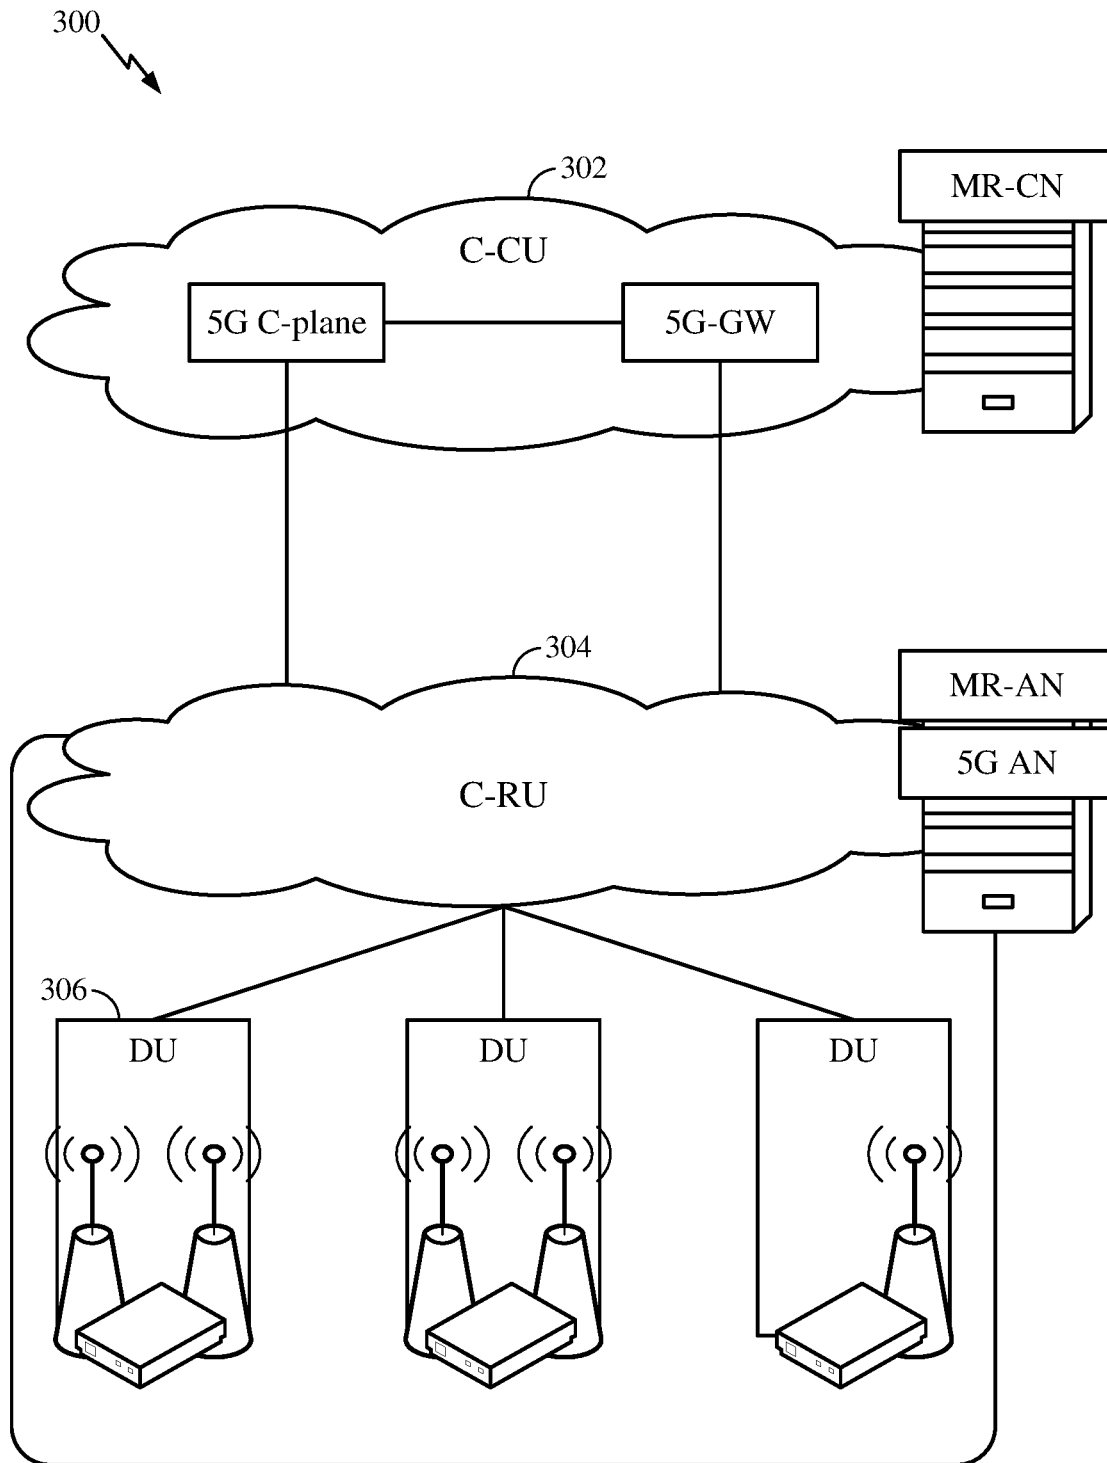 300
302
MR-CN
C-CU
5G C-plane
5G-GW
304
MR-AN
5G AN
C-RU
306
DU
DU
DU